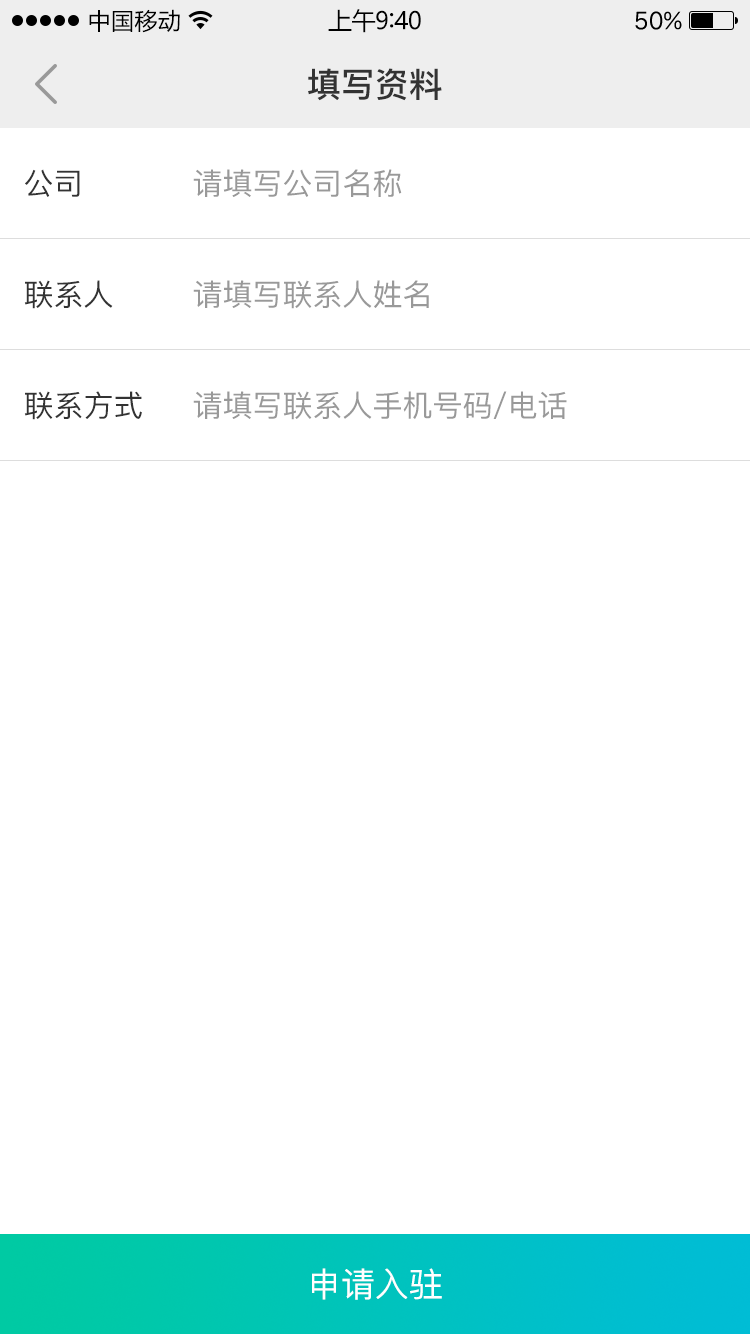 中国移动 上午9:40 50%
填写资料
公司 请填写公司名称
联系人 请填写联系人姓名
联系方式 请填写联系人手机号码/电话
申请入驻